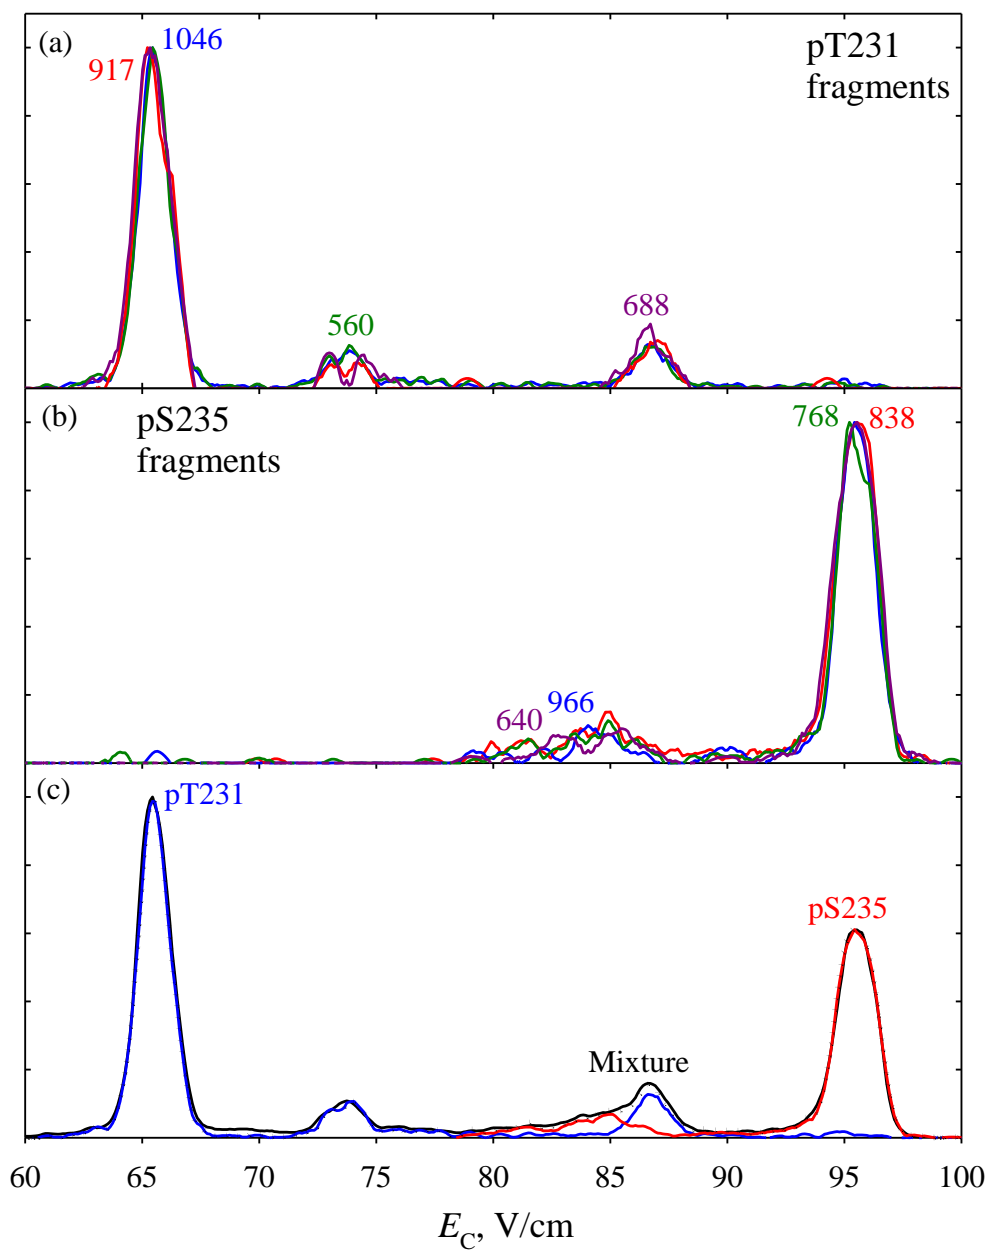 (a)
917
1046
pT231
fragments
560
688
(b)
pS235
fragments
768
838
640
966
(c)
pT231
pS235
Mixture
60 65 70 75 80 85 90 95 100
E_C, V/cm